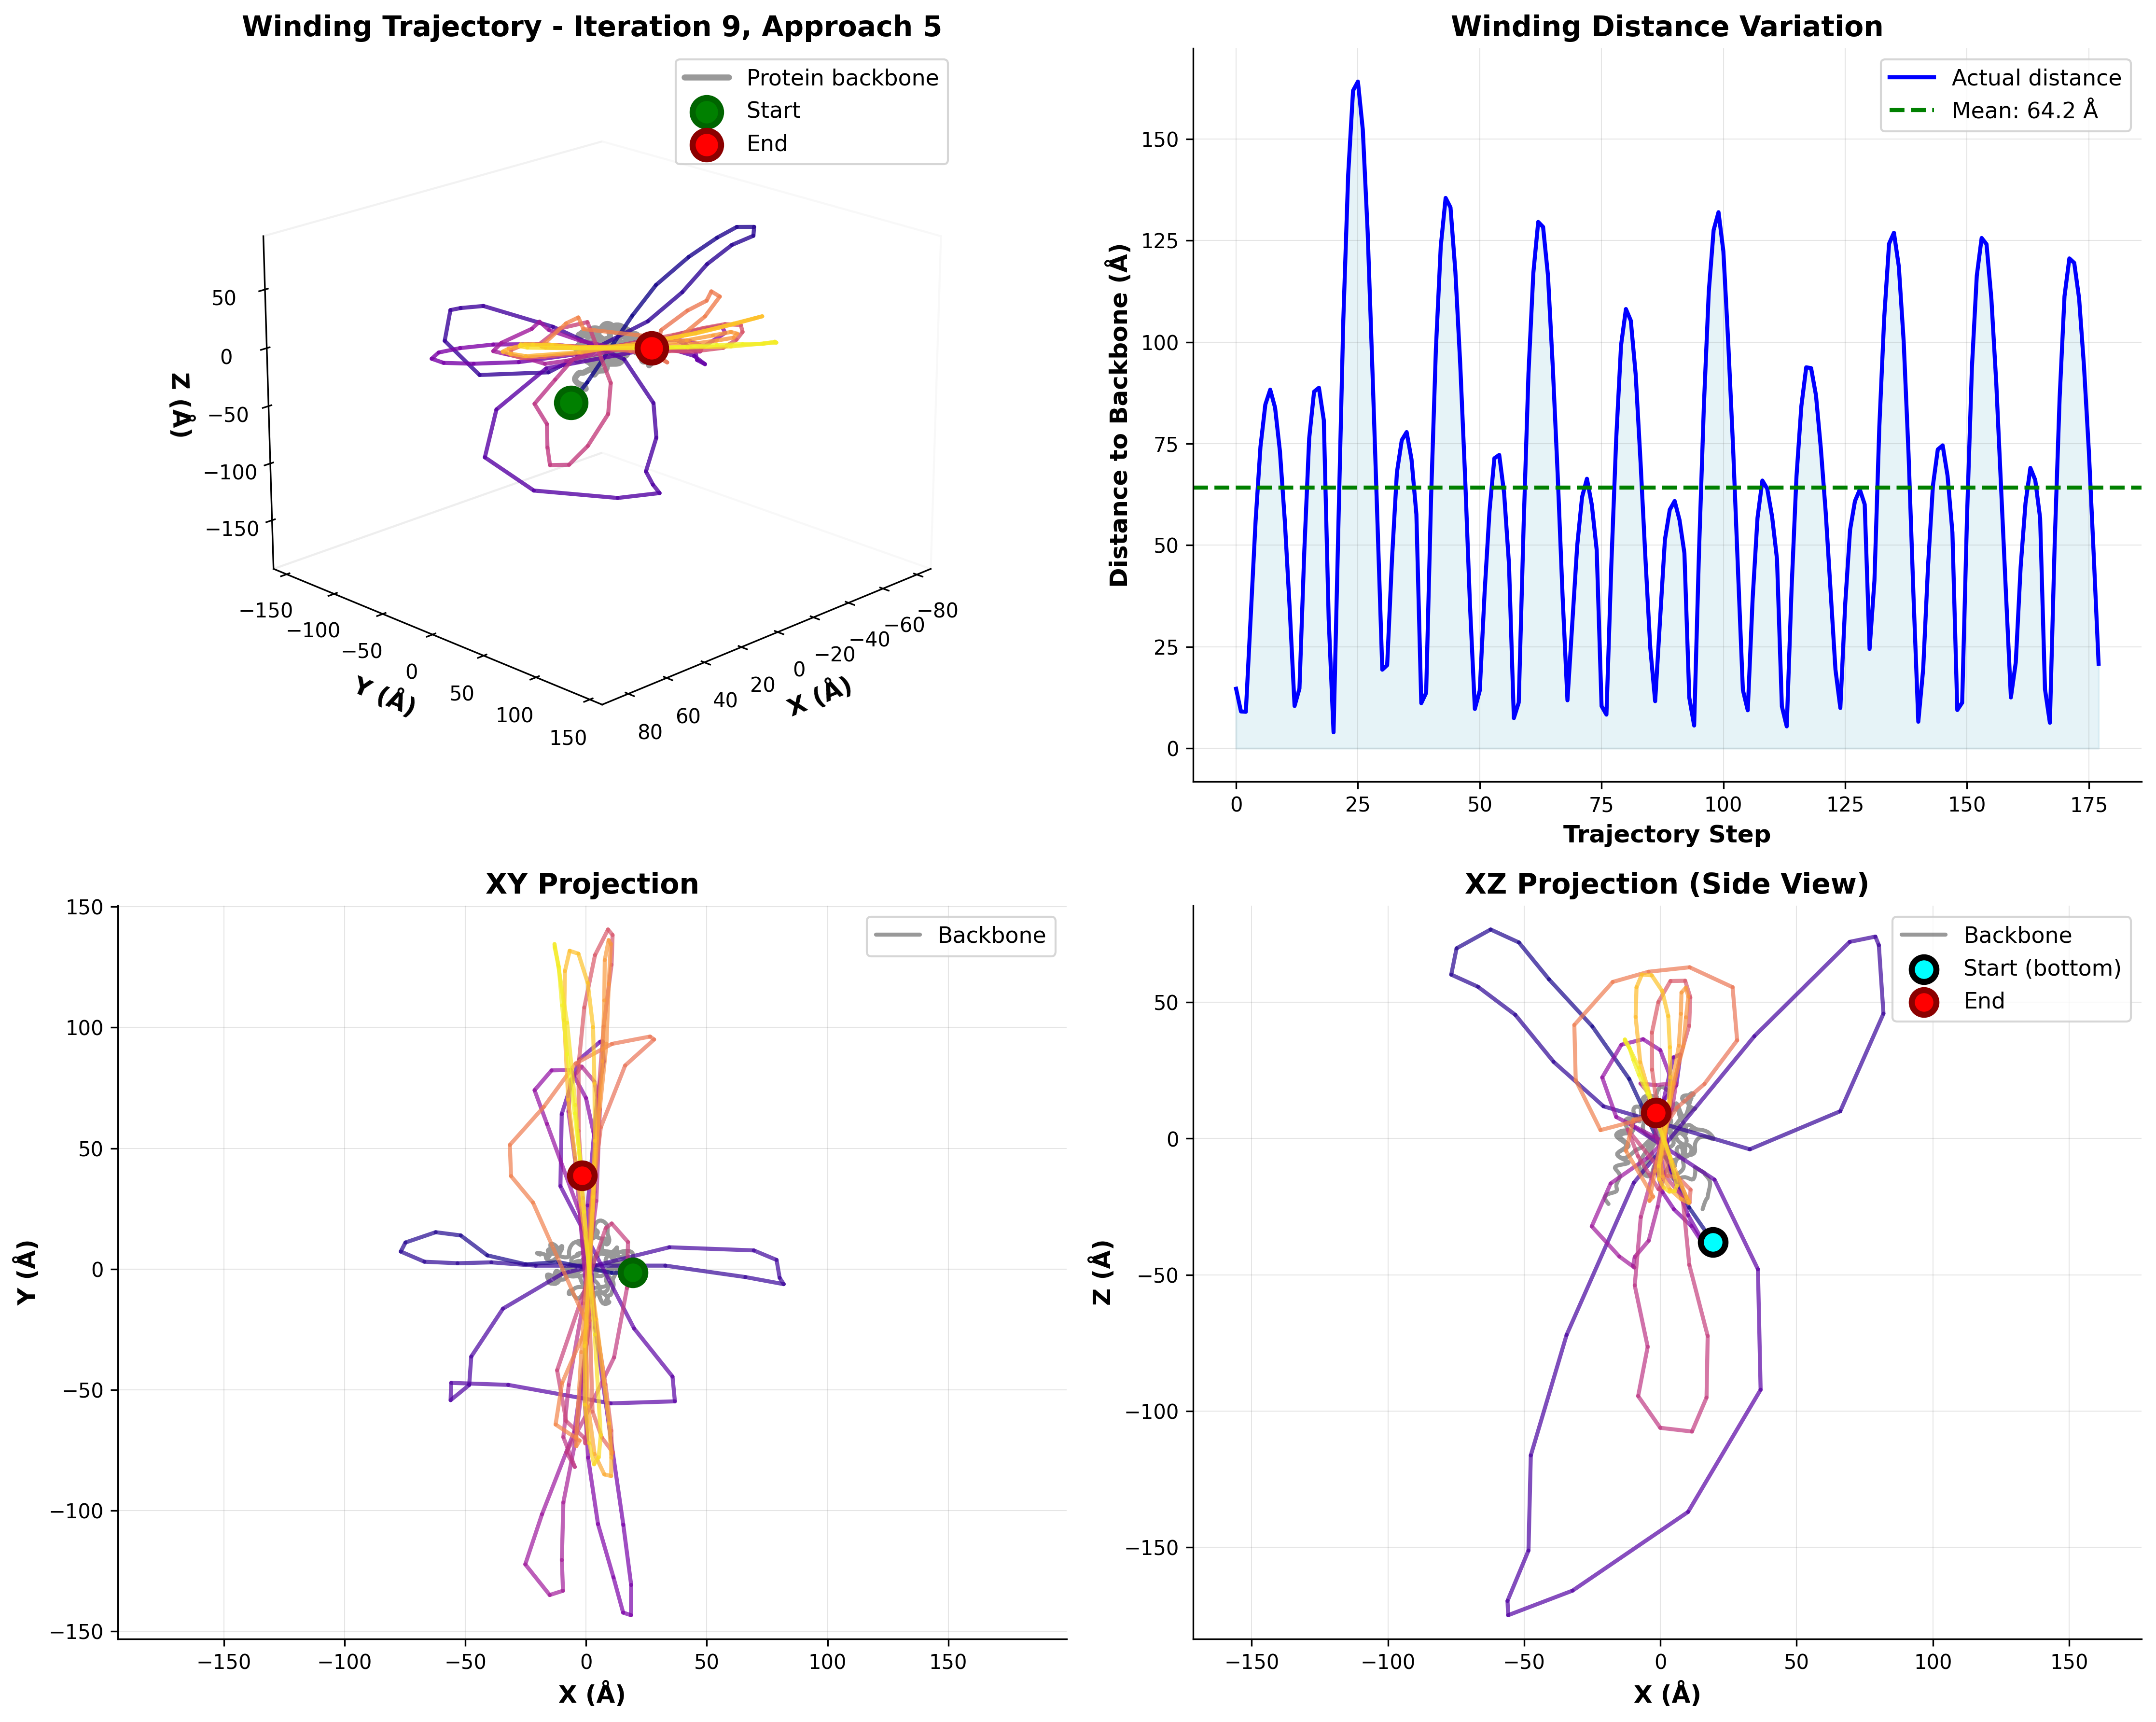 Winding Trajectory - Iteration 9, Approach 5
Protein backbone
Start
End
50
0
−50
−100
−150
Z (Å)
−150
−100
−50
0
50
100
150
Y (Å)
80
60
40
20
0
−20
−40
−60
−80
X (Å)
Winding Distance Variation
Actual distance
Mean: 64.2 Å
150
125
100
75
50
25
0
Distance to Backbone (Å)
0
25
50
75
100
125
150
175
Trajectory Step
XY Projection
Backbone
150
100
50
0
−50
−100
−150
Y (Å)
−150
−100
−50
0
50
100
150
X (Å)
XZ Projection (Side View)
Backbone
Start (bottom)
End
50
0
−50
−100
−150
Z (Å)
−150
−100
−50
0
50
100
150
X (Å)